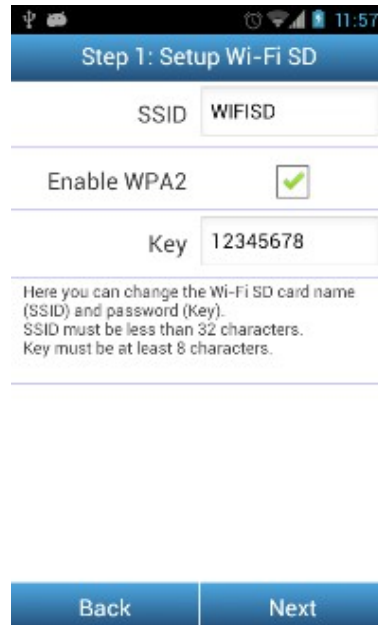 11:57
Step 1: Setup Wi-Fi SD
SSID WIFISD
Enable WPA2
Key 12345678
Here you can change the Wi-Fi SD card name
(SSID) and password (Key).
SSID must be less than 32 characters.
Key must be at least 8 characters.
Back Next